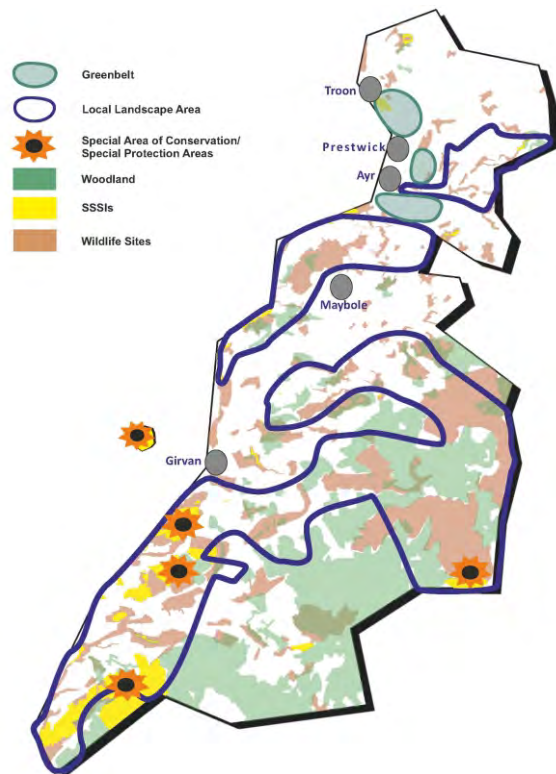 Greenbelt
Local Landscape Area
Special Area of Conservation/
Special Protection Areas
Woodland
SSSIs
Wildlife Sites
Troon
Prestwick
Ayr
Maybole
Girvan